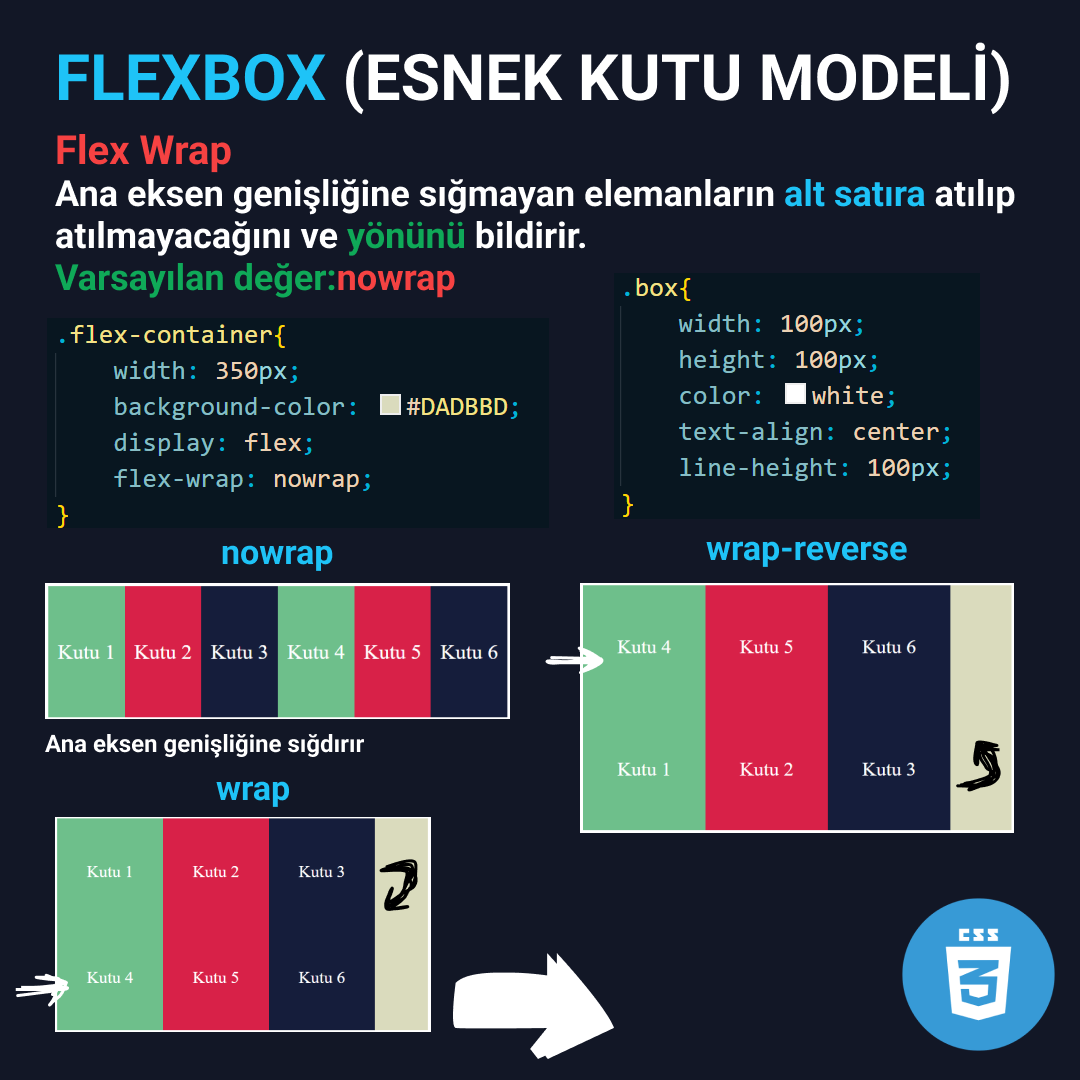 FLEXBOX (ESNEK KUTU MODELİ)
Flex Wrap
Ana eksen genişliğine sığmayan elemanların alt satıra atılıp
atılmayacağını ve yönünü bildirir.
Varsayılan değer:nowrap
.flex-container{
width: 350px;
background-color: #DADBBD;
display: flex;
flex-wrap: nowrap;
}
.box{
width: 100px;
height: 100px;
color: white;
text-align: center;
line-height: 100px;
}
nowrap
Kutu 1 Kutu 2 Kutu 3 Kutu 4 Kutu 5 Kutu 6
Ana eksen genişliğine sığdırır
wrap
Kutu 1 Kutu 2 Kutu 3
Kutu 4 Kutu 5 Kutu 6
wrap-reverse
Kutu 4 Kutu 5 Kutu 6
Kutu 1 Kutu 2 Kutu 3
CSS
3